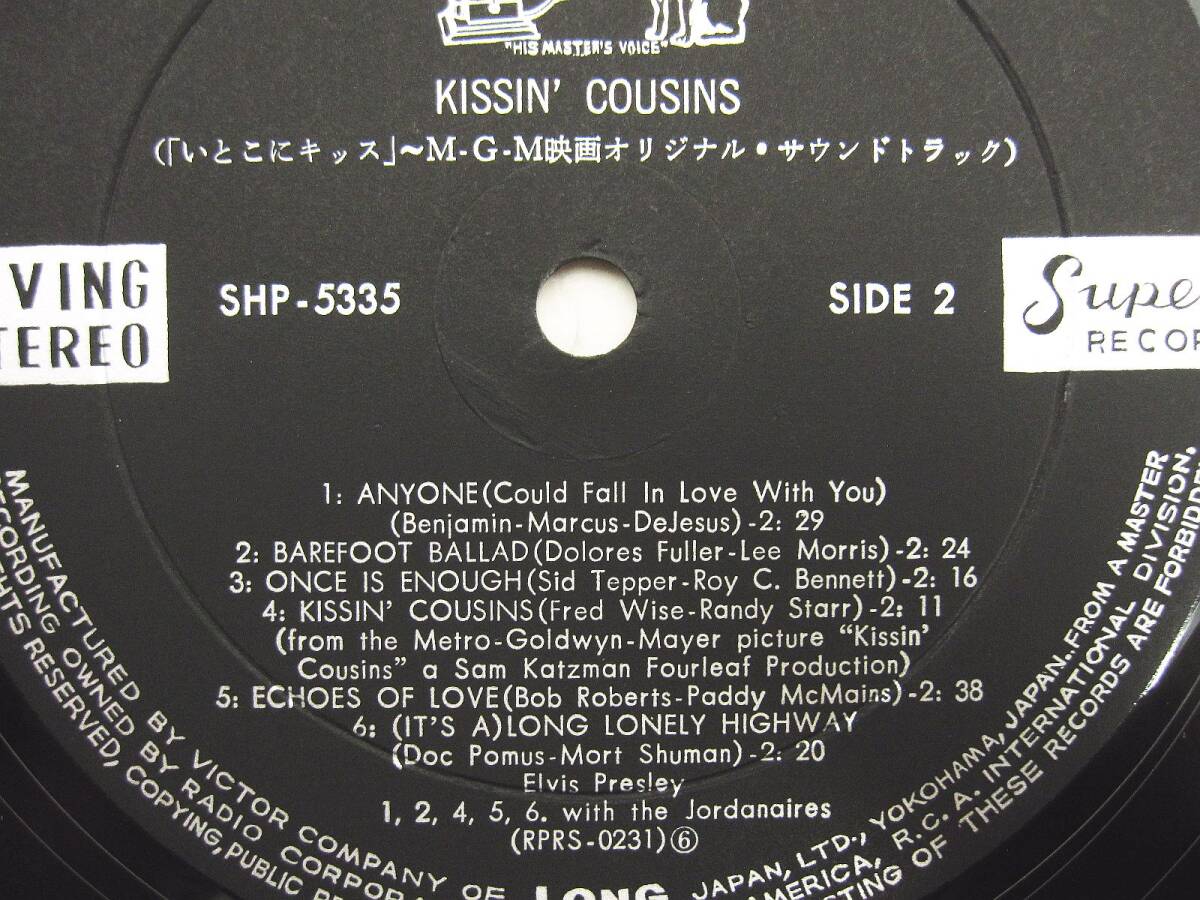 "HIS MASTER'S VOICE"
KISSIN' COUSINS
(「いとこにキッス」~M-G-M映画オリジナル・サウンドトラック)
VING
TEREO
SHP-5335
SIDE 2
Supe
RECOR
1: ANYONE(Could Fall In Love With You)
(Benjamin-Marcus-DeJesus)-2: 29
2: BAREFOOT BALLAD(Dolores Fuller-Lee Morris)-2: 24
3: ONCE IS ENOUGH(Sid Tepper-Roy C. Bennett)-2: 16
4: KISSIN' COUSINS(Fred Wise-Randy Starr)-2: 11
(from the Metro-Goldwyn-Mayer picture "Kissin'
Cousins" a Sam Katzman Fourleaf Production)
5: ECHOES OF LOVE(Bob Roberts-Paddy McMains)-2: 38
6: (IT'S A)LONG LONELY HIGHWAY
(Doc Pomus-Mort Shuman)-2: 20
Elvis Presley
1, 2, 4, 5, 6. with the Jordanaires
(RPRS-0231)⑥
MANUFACTURED BY VICTOR COMPANY OF JAPAN, LTD., YOKOHAMA, JAPAN. FROM A MASTER
RECORDING OWNED BY RADIO CORPOR AMERICA, R.C.A. INTERNATIONAL DIVISION.
GHTS RESERVED, COPYING, PUBLIC STING OF THESE RECORDS ARE FORBIDDEN
LONG